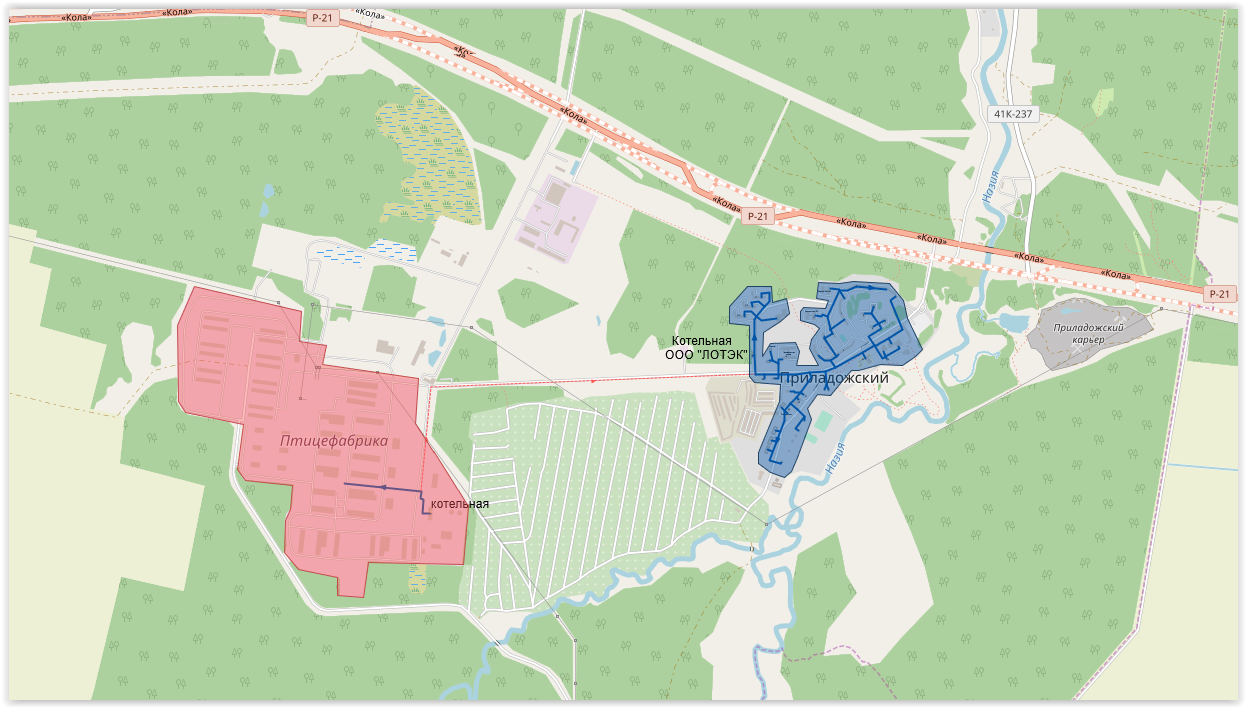 «Кола»
«Кола»
Р-21
«Кола»
«Кола»
41К-237
Назия
«Кола»
Р-21
«Кола»
«Кола»
«Кола»
«Кола»
Р-21
Приладожский
карьер
Котельная
ООО "ЛОТЭК"
Приладожский
Птицефабрика
Назия
котельная